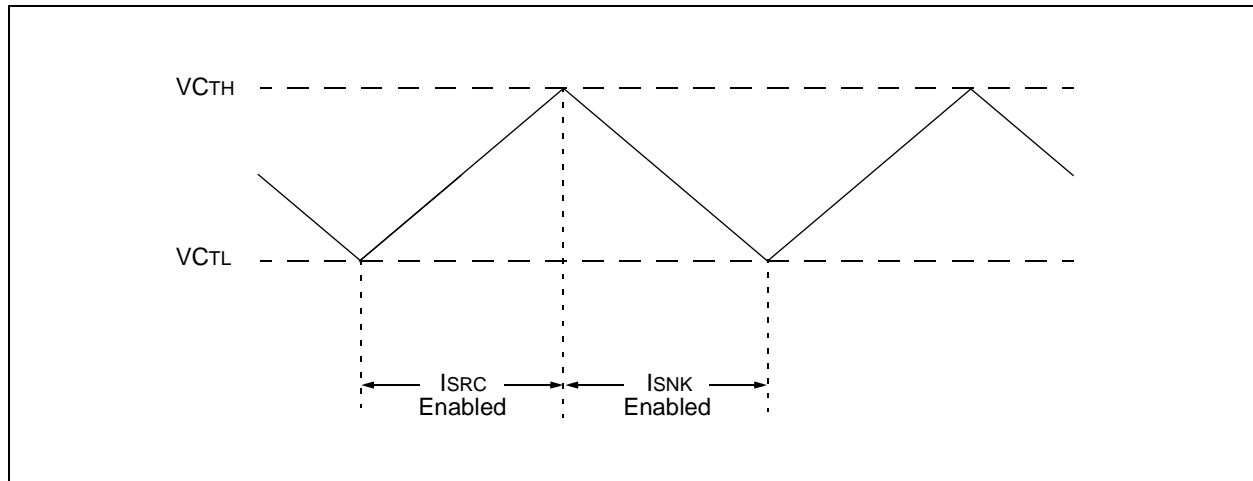 VCTH
VCTL
ISRC
Enabled
ISNK
Enabled